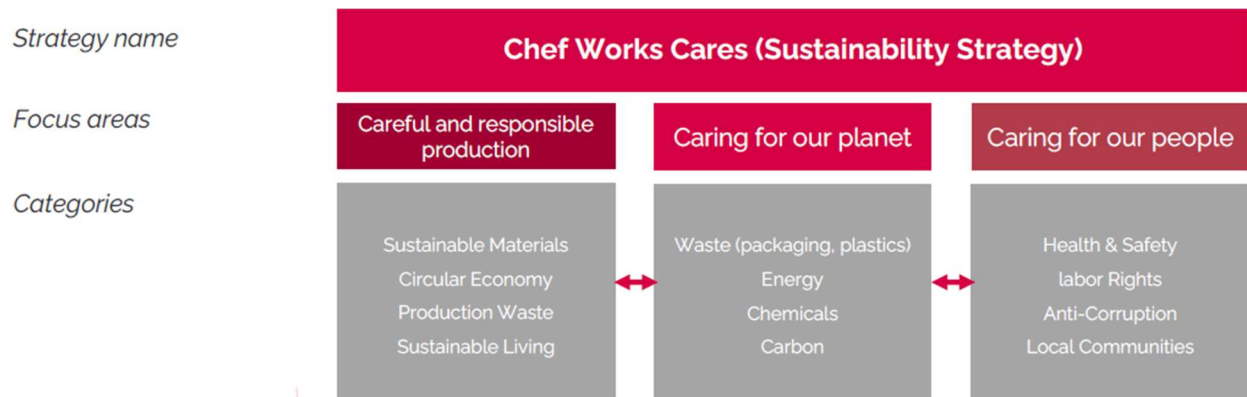 Strategy name
Chef Works Cares (Sustainability Strategy)
Focus areas
Careful and responsible
production
Caring for our planet
Caring for our people
Categories
Sustainable Materials
Circular Economy
Production Waste
Sustainable Living
Waste (packaging, plastics)
Energy
Chemicals
Carbon
Health & Safety
labor Rights
Anti-Corruption
Local Communities